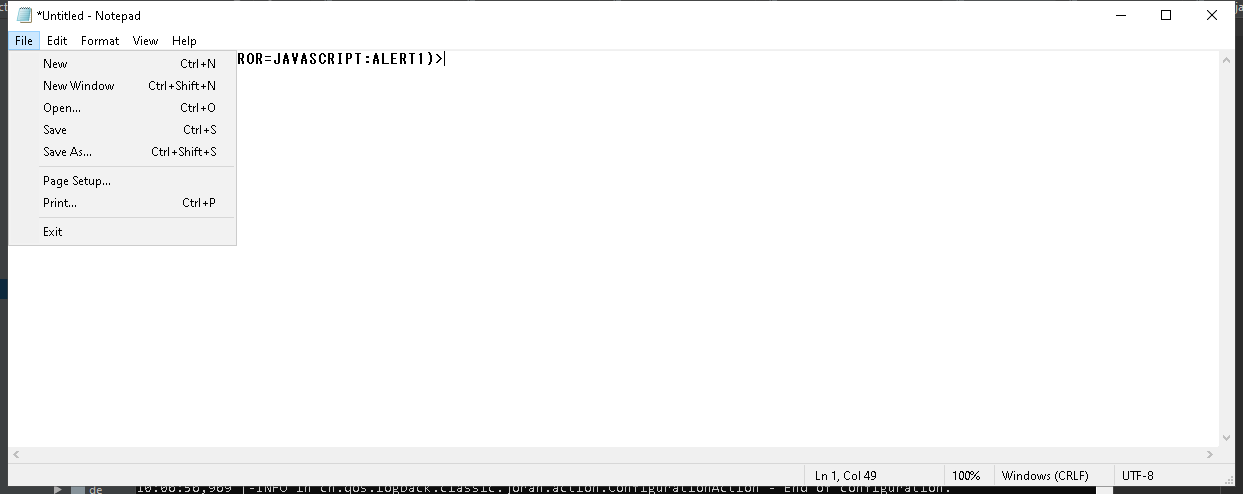 *Untitled - Notepad
File Edit Format View Help
ROR=JAVASCRIPT:ALERT1)>
New Ctrl+N
New Window Ctrl+Shift+N
Open... Ctrl+O
Save Ctrl+S
Save As... Ctrl+Shift+S
Page Setup...
Print... Ctrl+P
Exit
Ln 1, Col 49 100% Windows (CRLF) UTF-8
de 10:06:56,969 |-INFO in ch.qos.logback.classic.joran.action.ConfigurationAction - End of configuration.